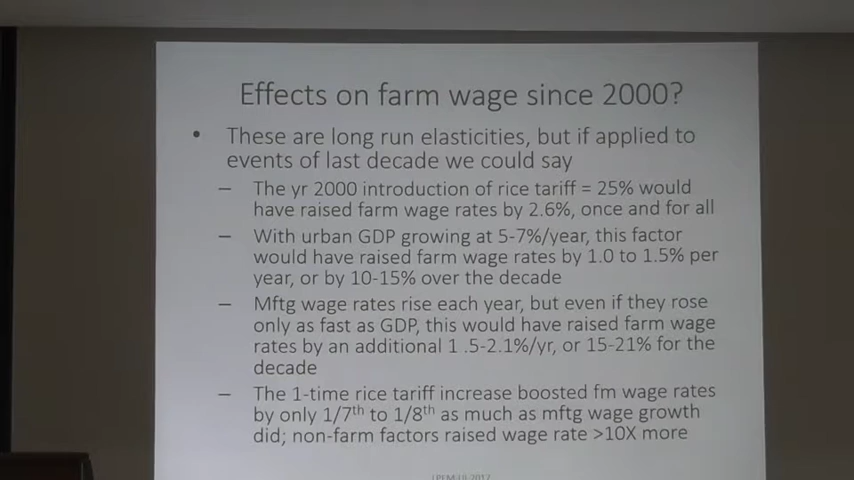 Effects on farm wage since 2000?
• These are long run elasticities, but if applied to
events of last decade we could say
– The yr 2000 introduction of rice tariff = 25% would
have raised farm wage rates by 2.6%, once and for all
– With urban GDP growing at 5-7%/year, this factor
would have raised farm wage rates by 1.0 to 1.5% per
year, or by 10-15% over the decade
– Mftg wage rates rise each year, but even if they rose
only as fast as GDP, this would have raised farm wage
rates by an additional 1 .5-2.1%/yr, or 15-21% for the
decade
– The 1-time rice tariff increase boosted fm wage rates
by only 1/7th to 1/8th as much as mftg wage growth
did; non-farm factors raised wage rate >10X more